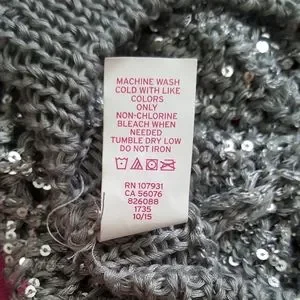 MACHINE WASH
COLD WITH LIKE
COLORS
ONLY
NON-CHLORINE
BLEACH WHEN
NEEDED
TUMBLE DRY LOW
DO NOT IRON
RN 107931
CA 56076
826088
1735
10/15